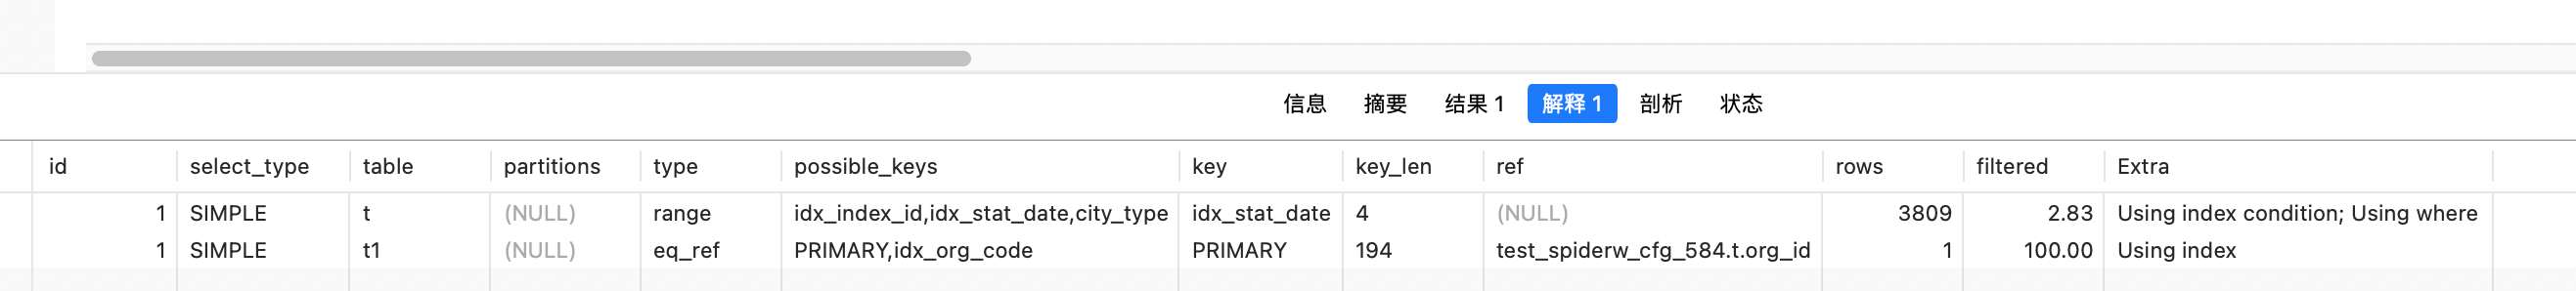 信息 摘要 结果 1 解释 1 剖析 状态
id select_type table partitions type possible_keys key key_len ref rows filtered Extra
1 SIMPLE t (NULL) range idx_index_id,idx_stat_date,city_type idx_stat_date 4 (NULL) 3809 2.83 Using index condition; Using where
1 SIMPLE t1 (NULL) eq_ref PRIMARY,idx_org_code PRIMARY 194 test_spiderw_cfg_584.t.org_id 1 100.00 Using index